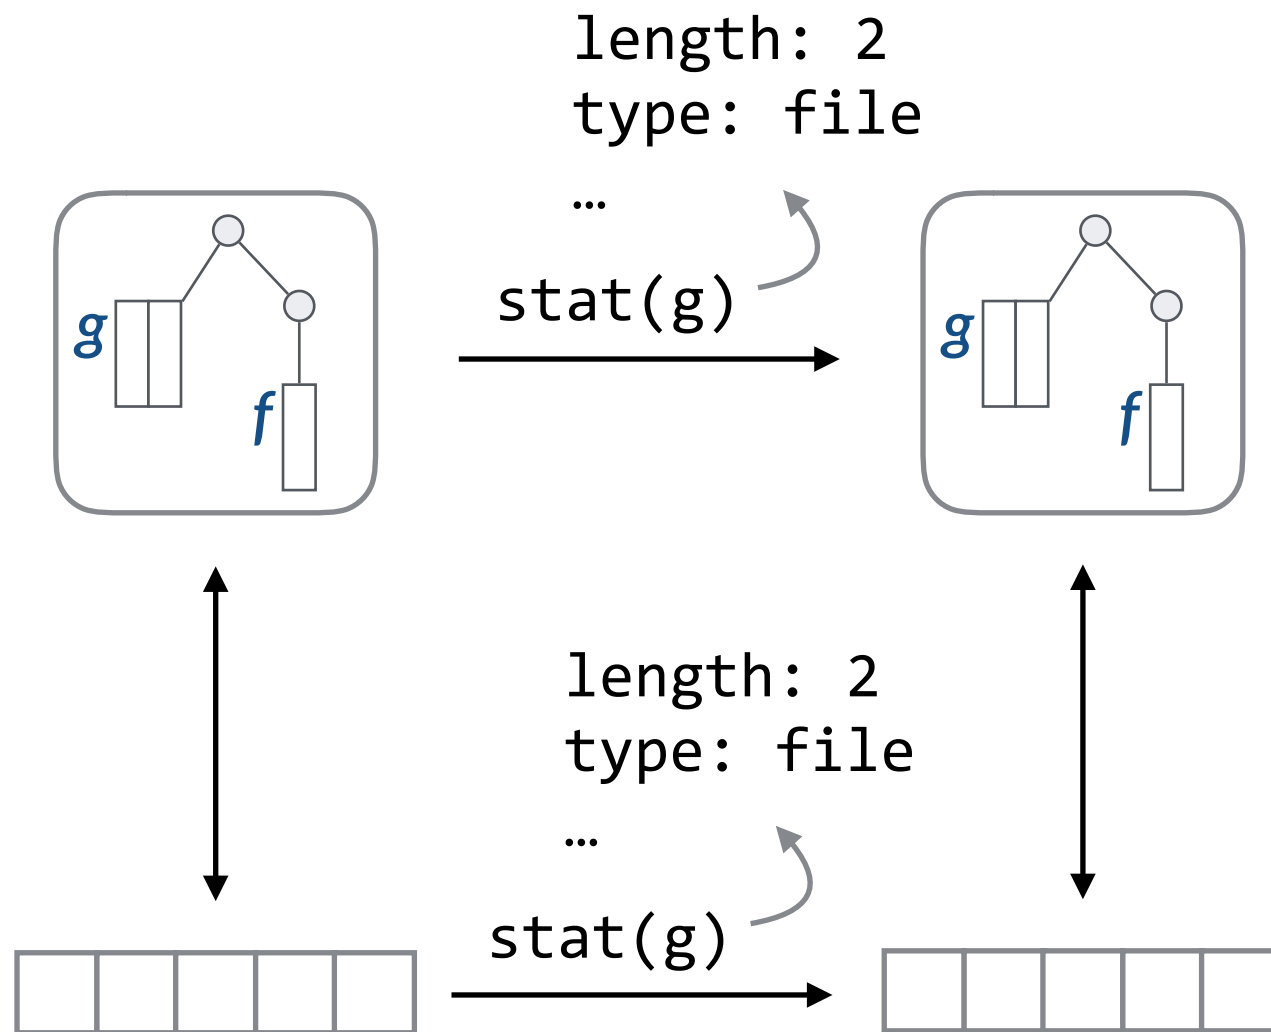 length: 2
type: file
…
stat(g)
g
f
g
f
length: 2
type: file
…
stat(g)